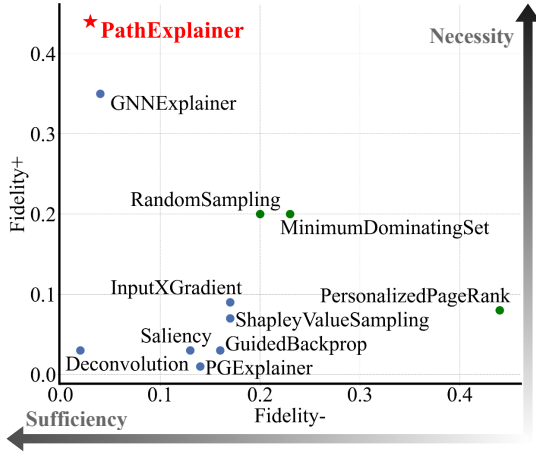 PathExplainer
Necessity
0.4
GNNExplainer
0.3
Fidelity+
RandomSampling
0.2
MinimumDominatingSet
InputXGradient
PersonalizedPageRank
0.1
ShapleyValueSampling
Saliency
GuidedBackprop
Deconvolution
PGExplainer
0.0
0.0
0.1
0.2
0.3
0.4
Sufficiency
Fidelity-